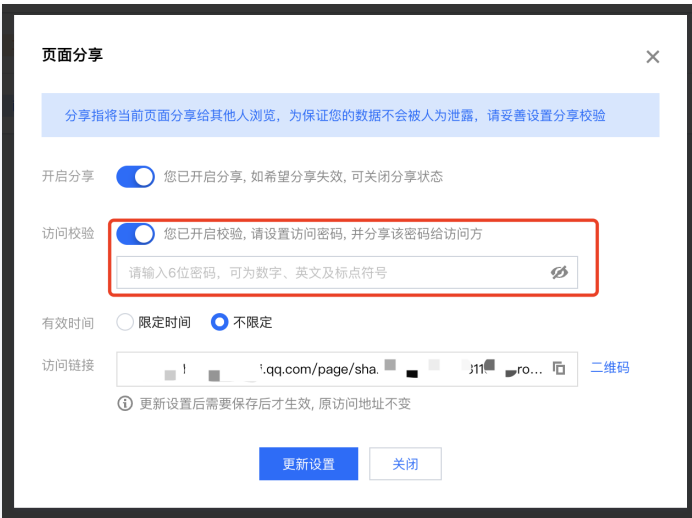 页面分享
分享指将当前页面分享给其他人浏览，为保证您的数据不会被人为泄露，请妥善设置分享校验
开启分享 您已开启分享, 如希望分享失效, 可关闭分享状态
访问校验 您已开启校验, 请设置访问密码, 并分享该密码给访问方
请输入6位密码，可为数字、英文及标点符号
有效时间 限定时间 不限定
访问链接 .qq.com/page/sha 二维码
更新设置后需要保存后才生效, 原访问地址不变
更新设置 关闭